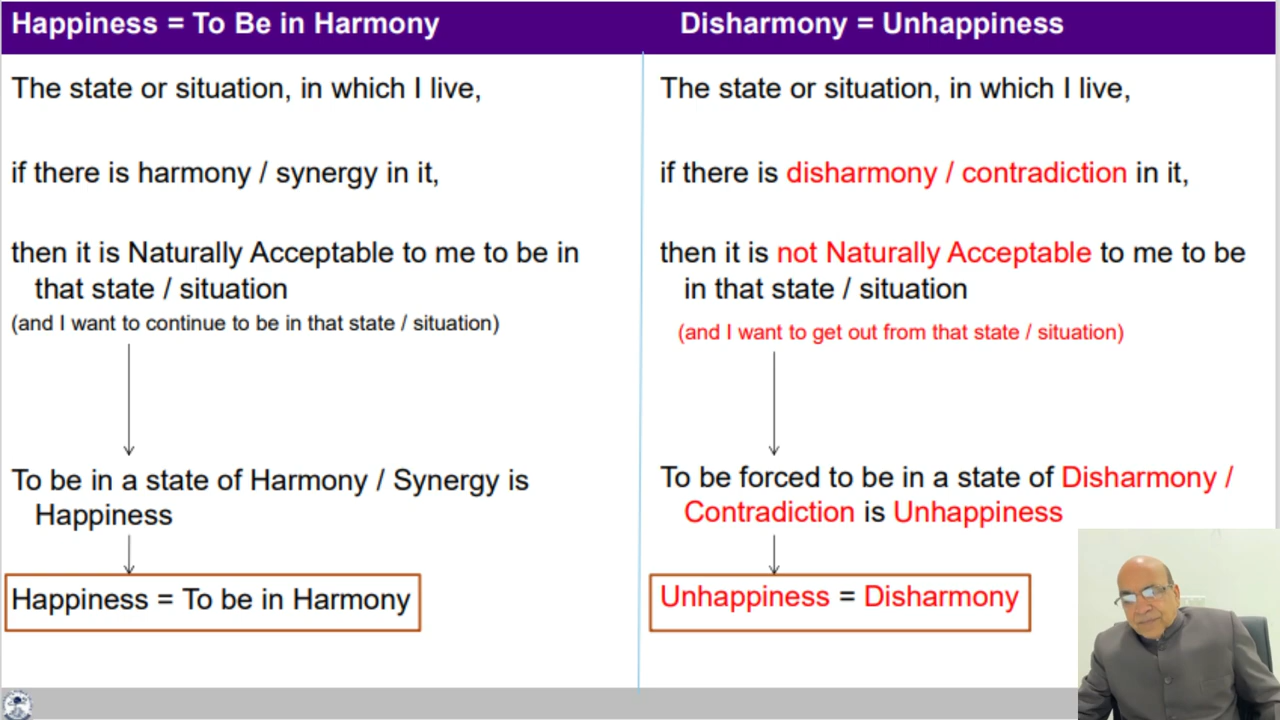 Happiness = To Be in Harmony
The state or situation, in which I live,
if there is harmony / synergy in it,
then it is Naturally Acceptable to me to be in
that state / situation
(and I want to continue to be in that state / situation)
To be in a state of Harmony / Synergy is
Happiness
Happiness = To be in Harmony
Disharmony = Unhappiness
The state or situation, in which I live,
if there is disharmony / contradiction in it,
then it is not Naturally Acceptable to me to be
in that state / situation
(and I want to get out from that state / situation)
To be forced to be in a state of Disharmony /
Contradiction is Unhappiness
Unhappiness = Disharmony